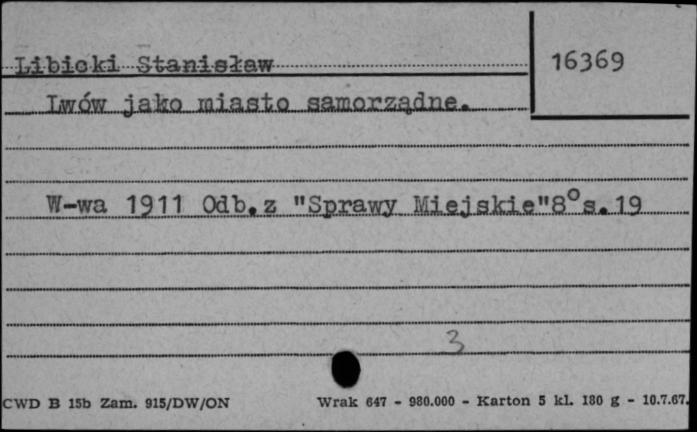 Libicki Stanisław
16369
Lwów jako miasto samorządne.
W-wa 1911 Odb. z "Sprawy Miejskie" 8° s. 19
3
CWD B 15b Zam. 915/DW/ON Wrak 647 - 980.000 - Karton 5 kl. 180 g - 10.7.67.